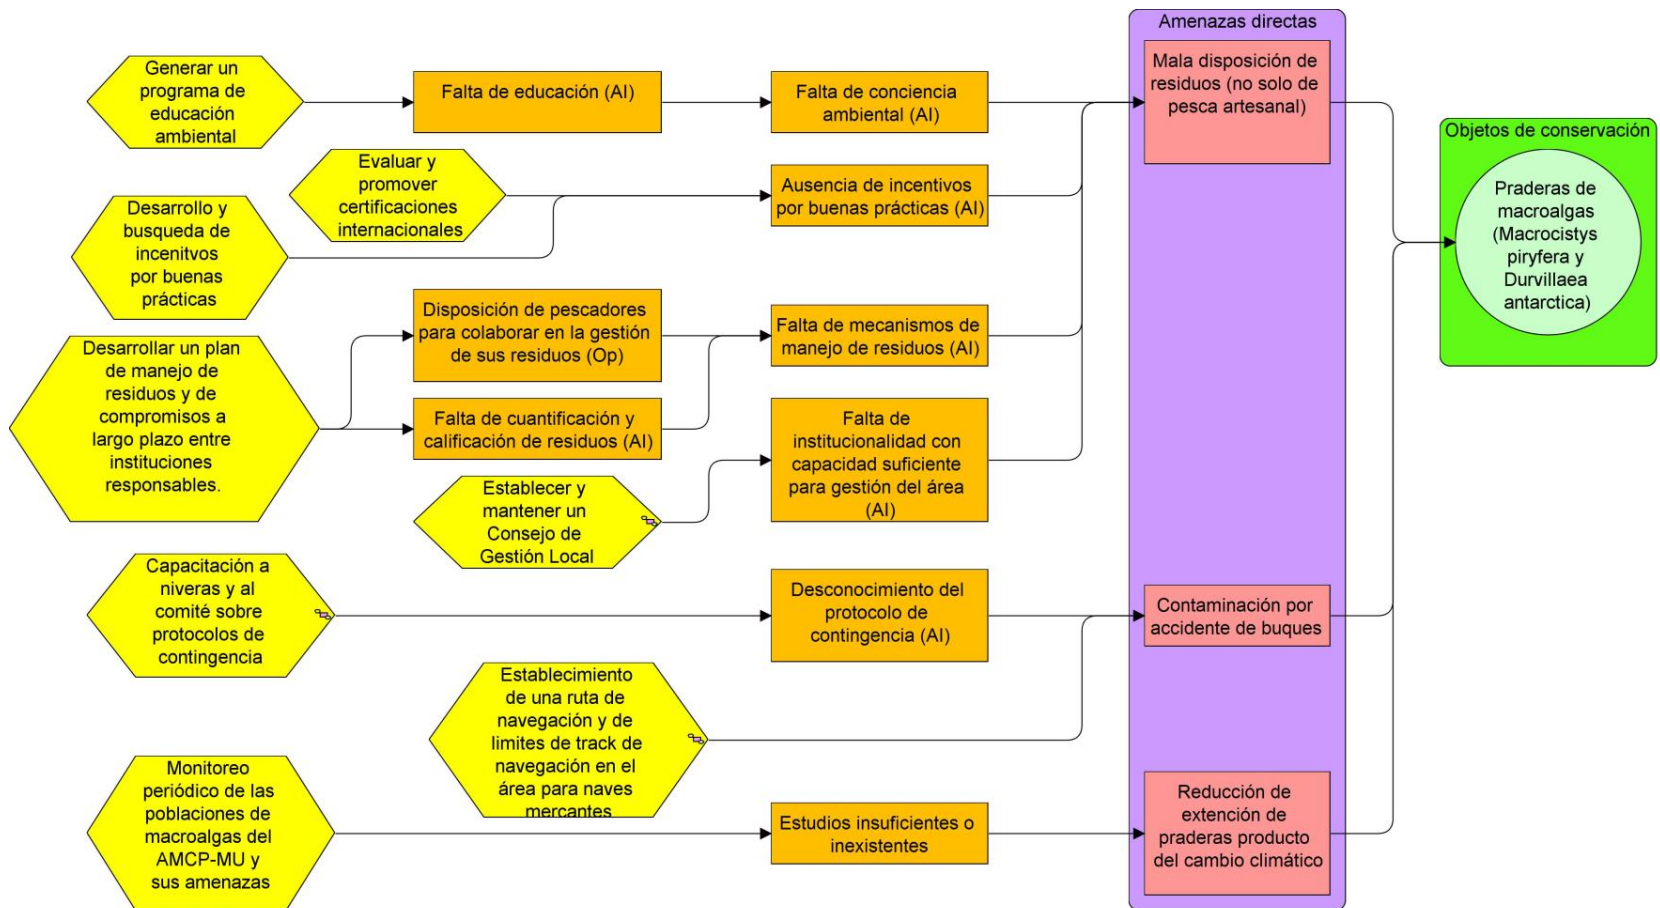 Amenazas directas
Generar un
programa de
educación
ambiental
Falta de educación (AI)
Falta de conciencia
ambiental (AI)
Mala disposición de
residuos (no solo de
pesca artesanal)
Objetos de conservación
Praderas de
macroalgas
(Macrocistys
piryfera y
Durvillaea
antarctica)
Evaluar y
promover
certificaciones
internacionales
Ausencia de incentivos
por buenas prácticas (AI)
Desarrollo y
busqueda de
incenitvos
por buenas
prácticas
Disposición de pescadores
para colaborar en la gestión
de sus residuos (Op)
Falta de mecanismos de
manejo de residuos (AI)
Desarrollar un plan
de manejo de
residuos y de
compromisos a
largo plazo entre
instituciones
responsables.
Falta de cuantificación y
calificación de residuos (AI)
Falta de
institucionalidad con
capacidad suficiente
para gestión del área
(AI)
Establecer y
mantener un
Consejo de
Gestión Local
Capacitación a
niveras y al
comité sobre
protocolos de
contingencia
Desconocimiento del
protocolo de
contingencia (AI)
Contaminación por
accidente de buques
Establecimiento
de una ruta de
navegación y de
limites de track de
navegación en el
área para naves
mercantes
Monitoreo
periódico de las
poblaciones de
macroalgas del
AMCP-MU y
sus amenazas
Estudios insuficientes o
inexistentes
Reducción de
extención de
praderas producto
del cambio climático